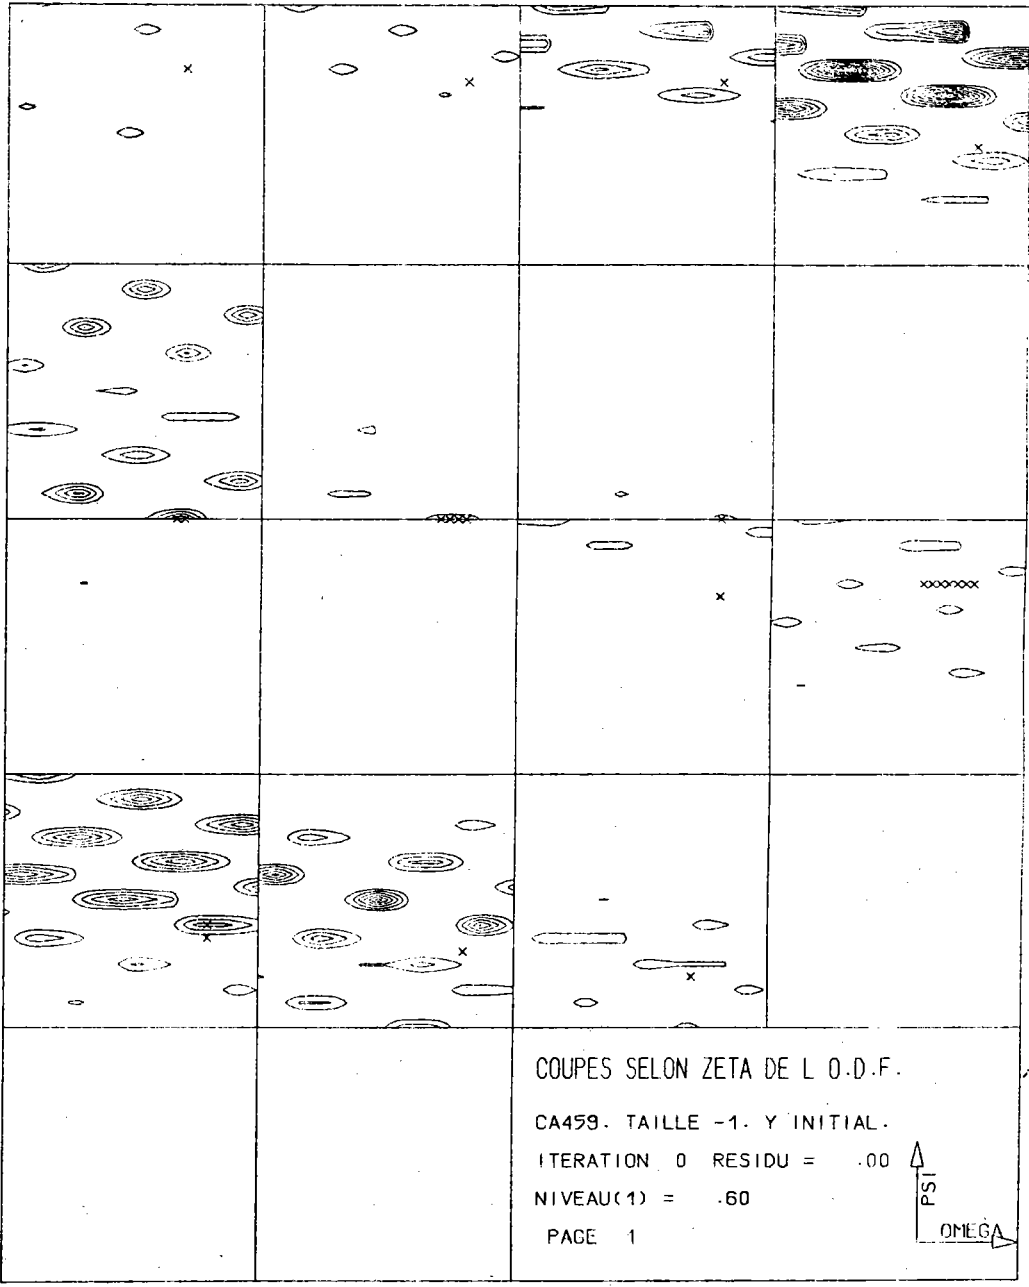 COUPES SELON ZETA DE L O.D.F.
CA459. TAILLE -1. Y INITIAL.
ITERATION 0 RESIDU = .00
NIVEAU(1) = .60
PAGE 1
PSI
OMEGA